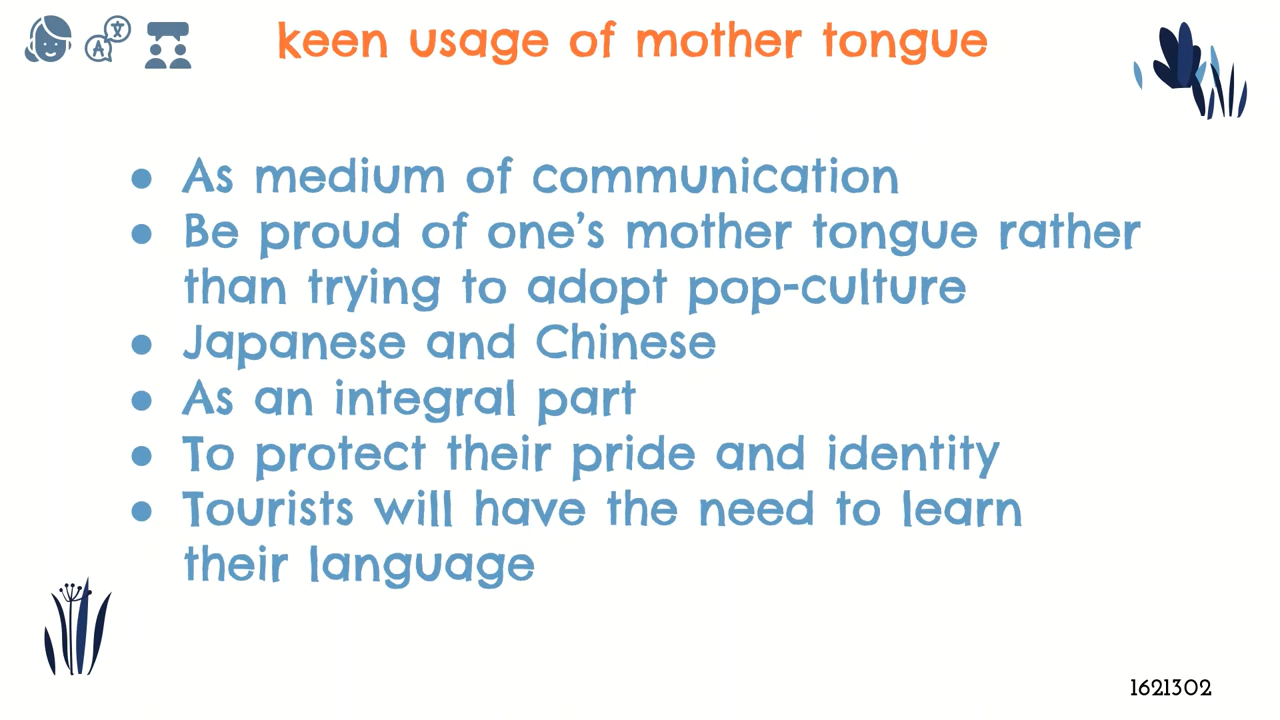 keen usage of mother tongue
● As medium of communication
● Be proud of one's mother tongue rather
than trying to adopt pop-culture
● Japanese and Chinese
● As an integral part
● To protect their pride and identity
● Tourists will have the need to learn
their language
1621302